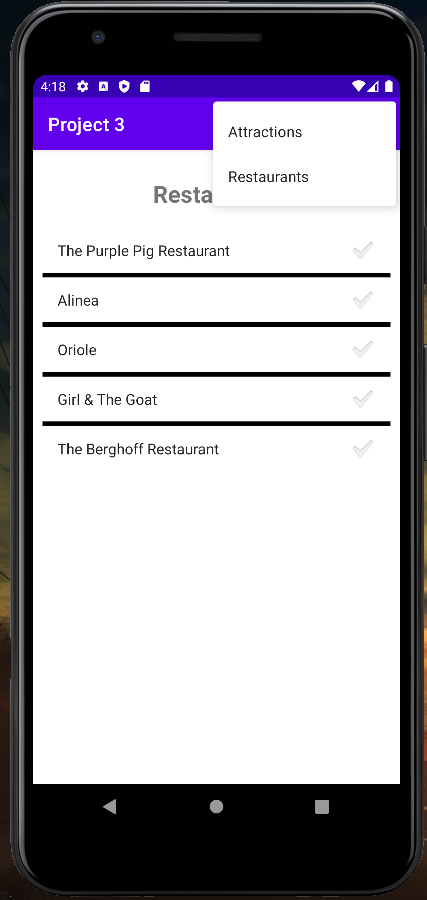 4:18
Project 3
Attractions
Restaurants
Resta
The Purple Pig Restaurant
Alinea
Oriole
Girl & The Goat
The Berghoff Restaurant